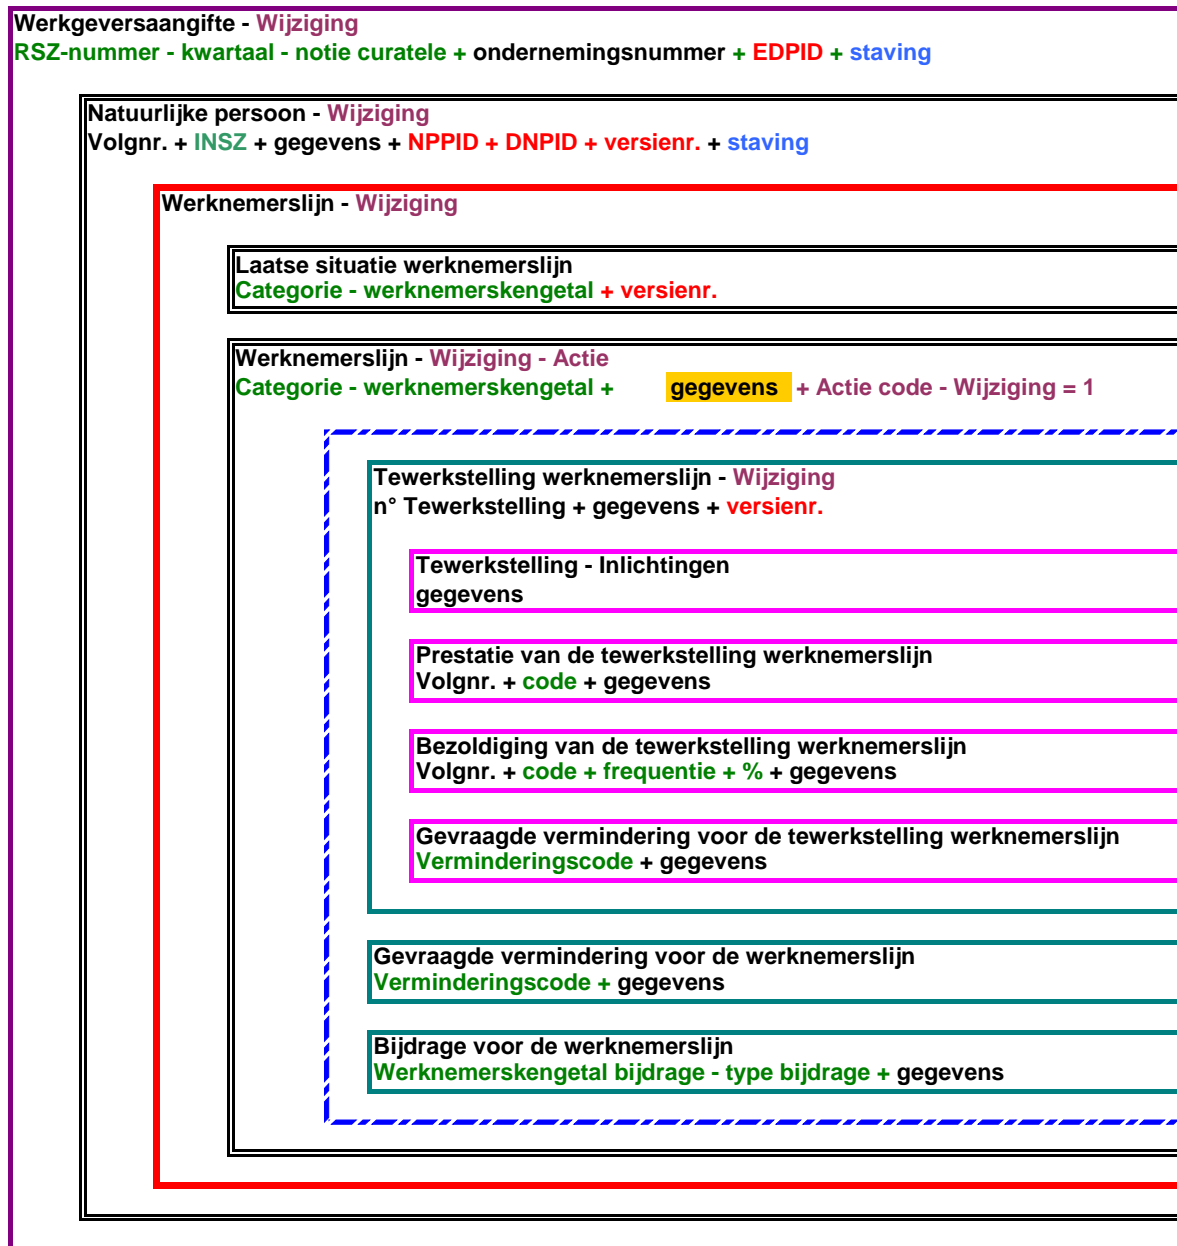 Werkgeversaangifte - Wijziging
RSZ-nummer - kwartaal - notie curatele + ondernemingsnummer + EDPID + staving
Natuurlijke persoon - Wijziging
Volgnr. + INSZ + gegevens + NPPID + DNPID + versienr. + staving
Werknemerslijn - Wijziging
Laatse situatie werknemerslijn
Categorie - werknemerskengetal + versienr.
Werknemerslijn - Wijziging - Actie
Categorie - werknemerskengetal + gegevens + Actie code - Wijziging = 1
Tewerkstelling werknemerslijn - Wijziging
n° Tewerkstelling + gegevens + versienr.
Tewerkstelling - Inlichtingen
gegevens
Prestatie van de tewerkstelling werknemerslijn
Volgnr. + code + gegevens
Bezoldiging van de tewerkstelling werknemerslijn
Volgnr. + code + frequentie + % + gegevens
Gevraagde vermindering voor de tewerkstelling werknemerslijn
Verminderingscode + gegevens
Gevraagde vermindering voor de werknemerslijn
Verminderingscode + gegevens
Bijdrage voor de werknemerslijn
Werknemerskengetal bijdrage - type bijdrage + gegevens